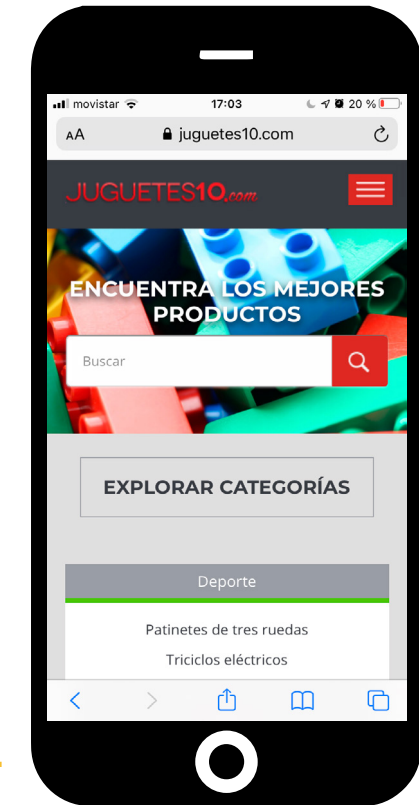 movistar 17:03 20 %
AA juguetes10.com
JUGUETES10.com
ENCUENTRA LOS MEJORES
PRODUCTOS
Buscar
EXPLORAR CATEGORÍAS
Deporte
Patinetes de tres ruedas
Triciclos eléctricos